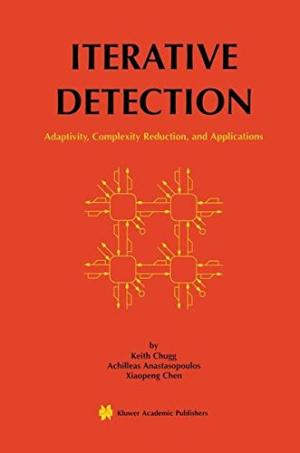 ITERATIVE
DETECTION
Adaptivity, Complexity Reduction, and Applications
by
Keith Chugg
Achilleas Anastasopoulos
Xiaopeng Chen
Kluwer Academic Publishers